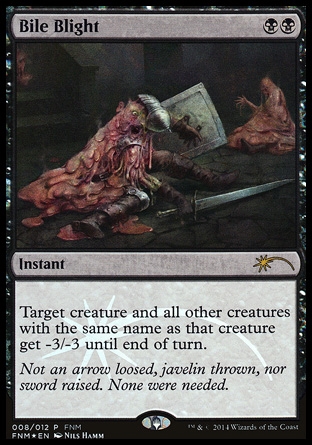 Bile Blight
Instant
Target creature and all other creatures
with the same name as that creature
get -3/-3 until end of turn.
Not an arrow loosed, javelin thrown, nor
sword raised. None were needed.
008/012 P FNM
FNM★EN Nils Hamm
™ & © 2014 Wizards of the Coast